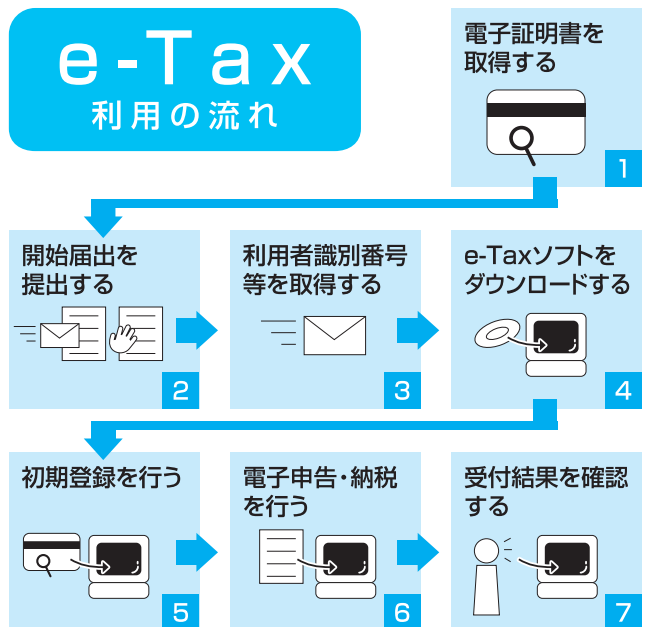 e-Tax
利用の流れ
電子証明書を
取得する
1
開始届出を
提出する
2
利用者識別番号
等を取得する
3
e-Taxソフトを
ダウンロードする
4
初期登録を行う
5
電子申告・納税
を行う
6
受付結果を確認
する
7